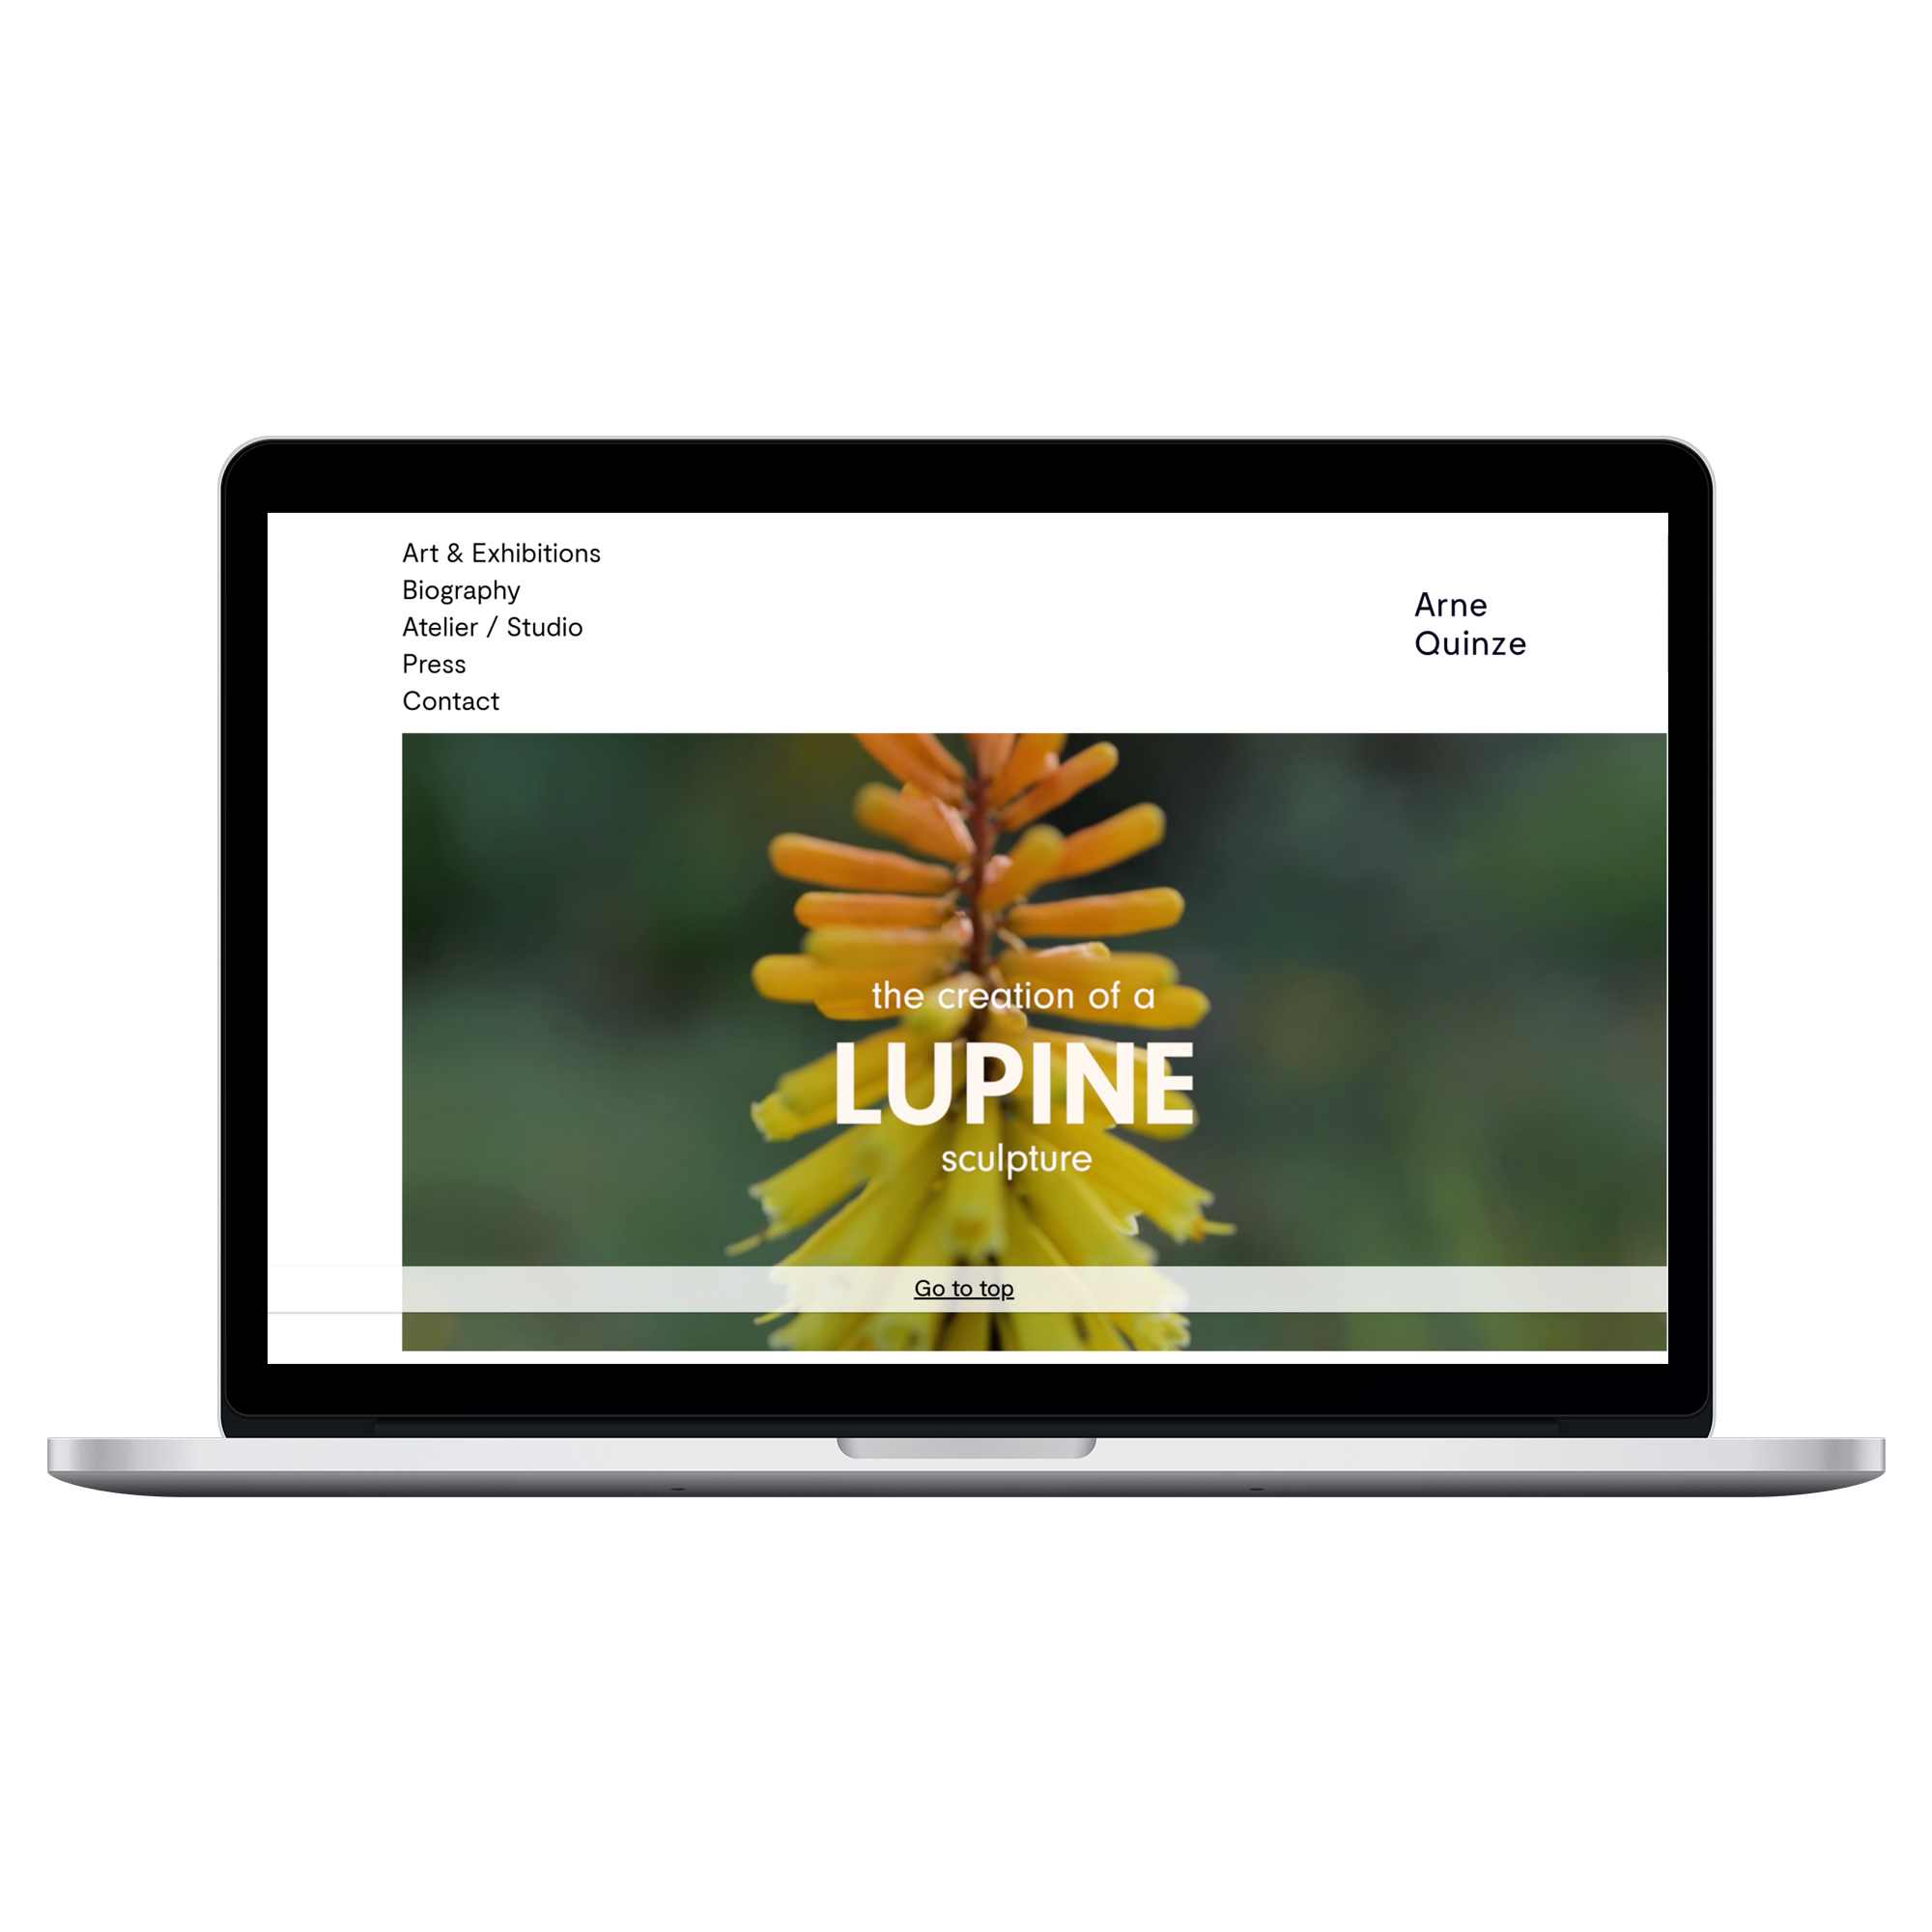 Art & Exhibitions
Biography
Atelier / Studio
Press
Contact
Arne
Quinze
the creation of a
LUPINE
sculpture
Go to top